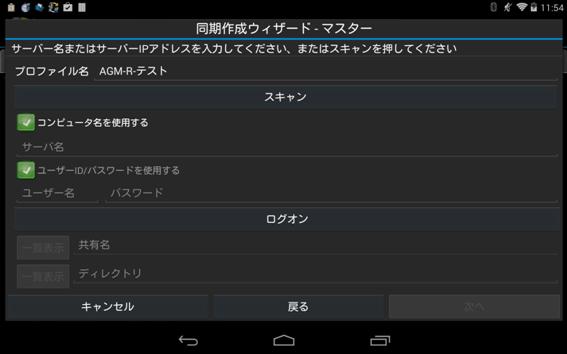 11:54
同期作成ウィザード - マスター
サーバー名またはサーバーIPアドレスを入力してください、またはスキャンを押してください
プロファイル名 AGM-R-テスト
スキャン
コンピュータ名を使用する
サーバ名
ユーザーID/パスワードを使用する
ユーザー名 パスワード
ログオン
一覧表示 共有名
一覧表示 ディレクトリ
キャンセル 戻る 次へ